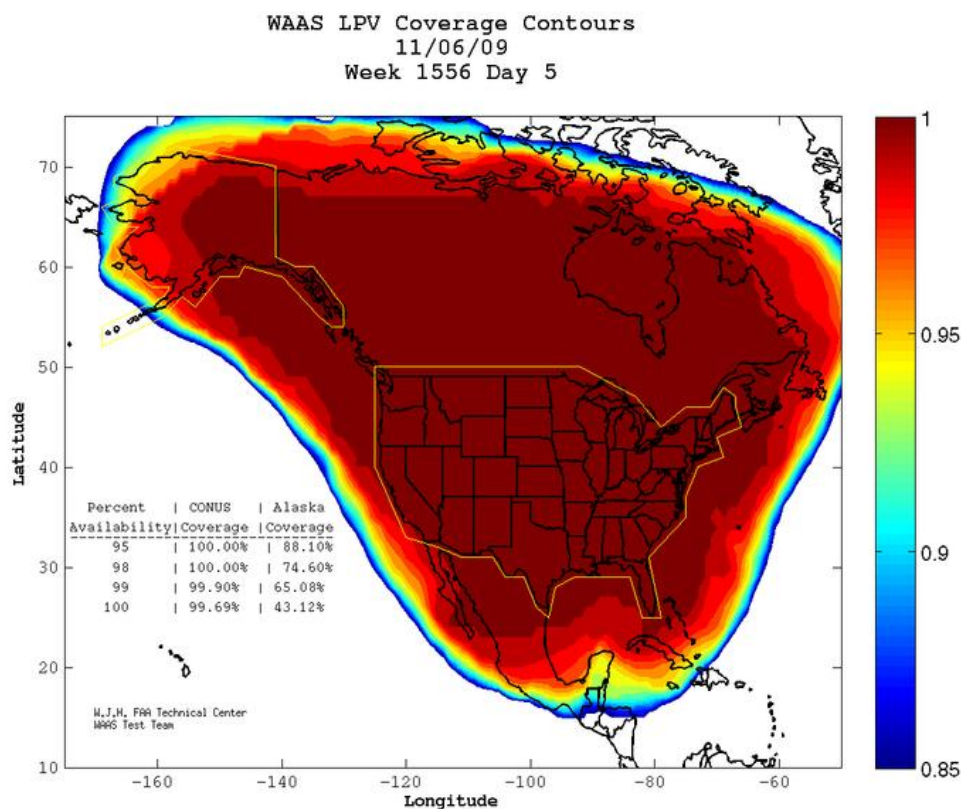 WAAS LPV Coverage Contours
11/06/09
Week 1556 Day 5
1
0.95
0.9
0.85
70
60
50
40
30
20
10
Latitude
Percent | CONUS | Alaska
Availability|Coverage |Coverage
95 | 100.00% | 88.10%
98 | 100.00% | 74.60%
99 | 99.90% | 65.08%
100 | 99.69% | 43.12%
W.J.H. FAA Technical Center
WAAS Test Team
-160
-140
-120
-100
-80
-60
Longitude